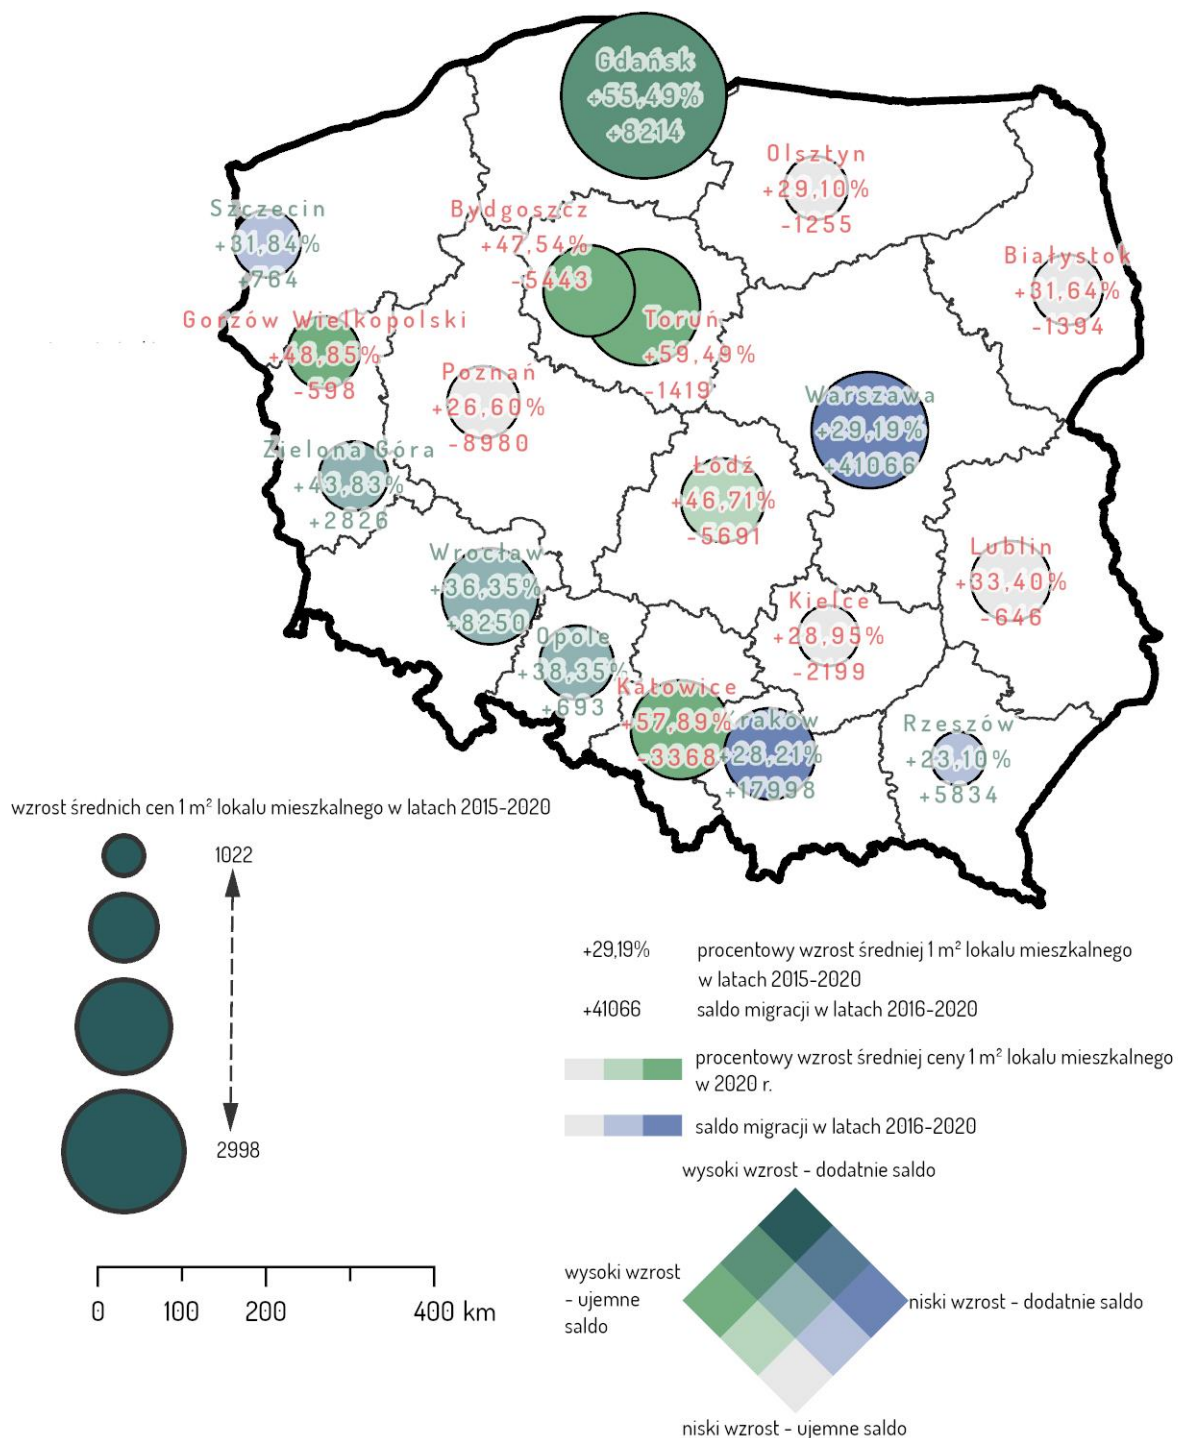 Gdańsk
+55,49%
+8214
Olsztyn
+29,10%
-1255
Szczecin
+31,84%
+764
Bydgoszcz
+47,54%
-5443
Białystok
+31,64%
-1394
Gorzów Wielkopolski
+48,85%
-598
Toruń
+59,49%
-1419
Poznań
+26,60%
-8980
Warszawa
+29,19%
+41066
Zielona Góra
+43,83%
+2826
Łódź
+46,71%
-5691
Wrocław
+36,35%
+8250
Lublin
+33,40%
-646
Kielce
+28,95%
-2199
Opole
+38,35%
+693
Katowice
+57,89%
-3368
Kraków
+28,21%
+17998
Rzeszów
+23,10%
+5834
wzrost średnich cen 1 m² lokalu mieszkalnego w latach 2015-2020
1022
2998
0 100 200 400 km
+29,19% procentowy wzrost średniej 1 m² lokalu mieszkalnego
w latach 2015-2020
+41066 saldo migracji w latach 2016-2020
procentowy wzrost średniej ceny 1 m² lokalu mieszkalnego
w 2020 r.
saldo migracji w latach 2016-2020
wysoki wzrost - dodatnie saldo
wysoki wzrost
- ujemne
saldo
niski wzrost - dodatnie saldo
niski wzrost - ujemne saldo